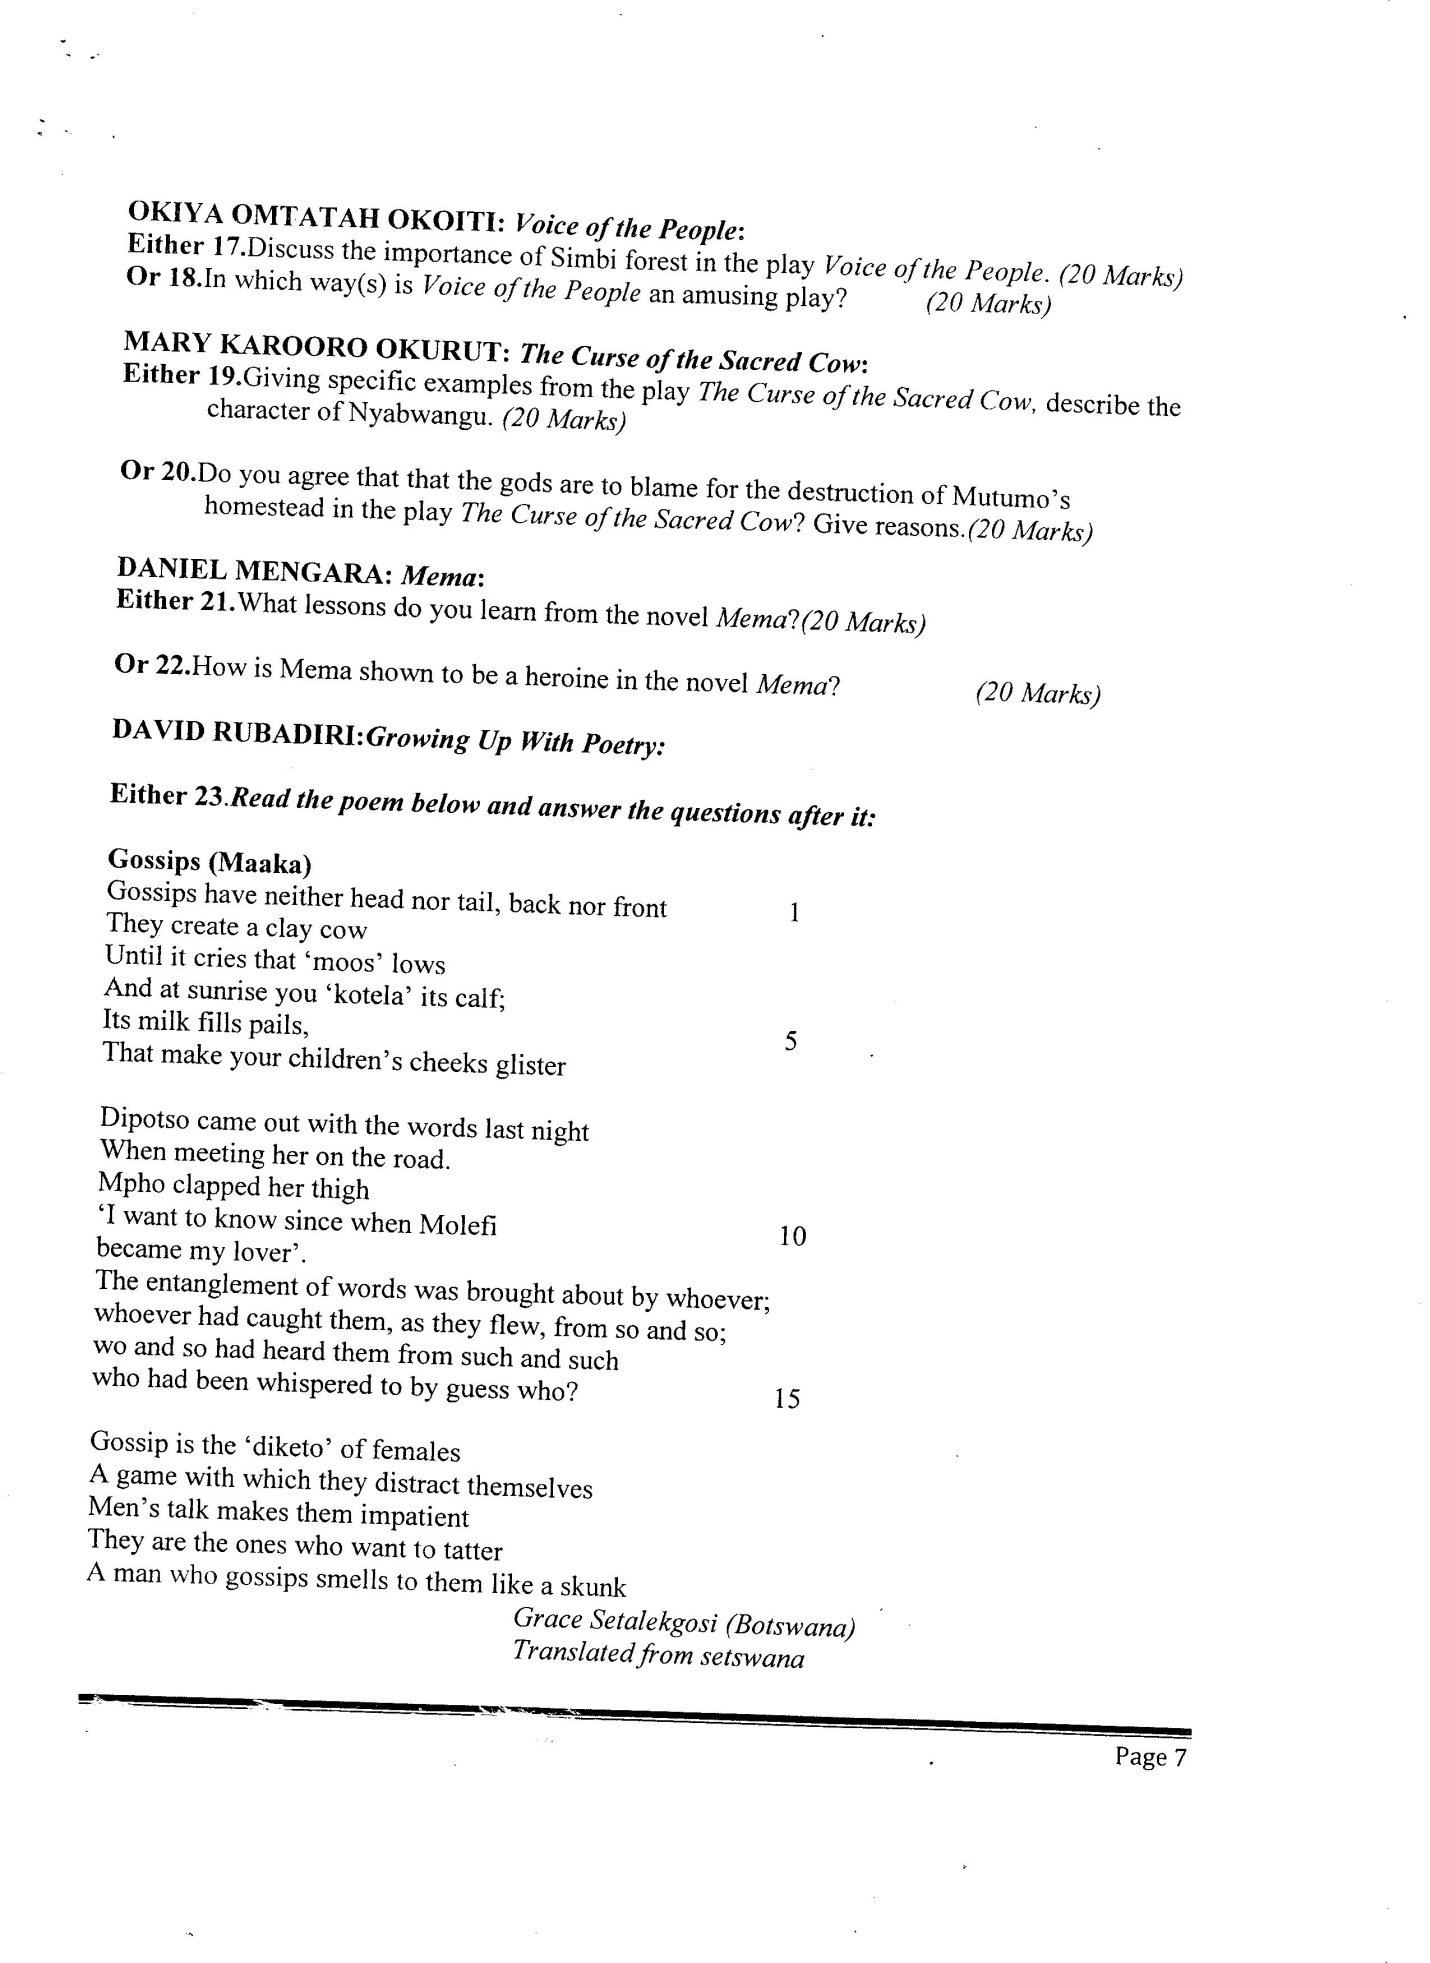 OKIYA OMTATAH OKOITI: Voice of the People:
Either 17.Discuss the importance of Simbi forest in the play Voice of the People. (20 Marks)
Or 18.In which way(s) is Voice of the People an amusing play? (20 Marks)
MARY KAROORO OKURUT: The Curse of the Sacred Cow:
Either 19.Giving specific examples from the play The Curse of the Sacred Cow, describe the
character of Nyabwangu. (20 Marks)
Or 20.Do you agree that that the gods are to blame for the destruction of Mutumo's
homestead in the play The Curse of the Sacred Cow? Give reasons.(20 Marks)
DANIEL MENGARA: Mema:
Either 21.What lessons do you learn from the novel Mema?(20 Marks)
Or 22.How is Mema shown to be a heroine in the novel Mema? (20 Marks)
DAVID RUBADIRI:Growing Up With Poetry:
Either 23.Read the poem below and answer the questions after it:
Gossips (Maaka)
Gossips have neither head nor tail, back nor front 1
They create a clay cow
Until it cries that 'moos' lows
And at sunrise you 'kotela' its calf;
Its milk fills pails, 5
That make your children's cheeks glister
Dipotso came out with the words last night
When meeting her on the road.
Mpho clapped her thigh
'I want to know since when Molefi 10
became my lover'.
The entanglement of words was brought about by whoever;
whoever had caught them, as they flew, from so and so;
wo and so had heard them from such and such
who had been whispered to by guess who? 15
Gossip is the 'diketo' of females
A game with which they distract themselves
Men's talk makes them impatient
They are the ones who want to tatter
A man who gossips smells to them like a skunk
Grace Setalekgosi (Botswana)
Translated from setswana
Page 7